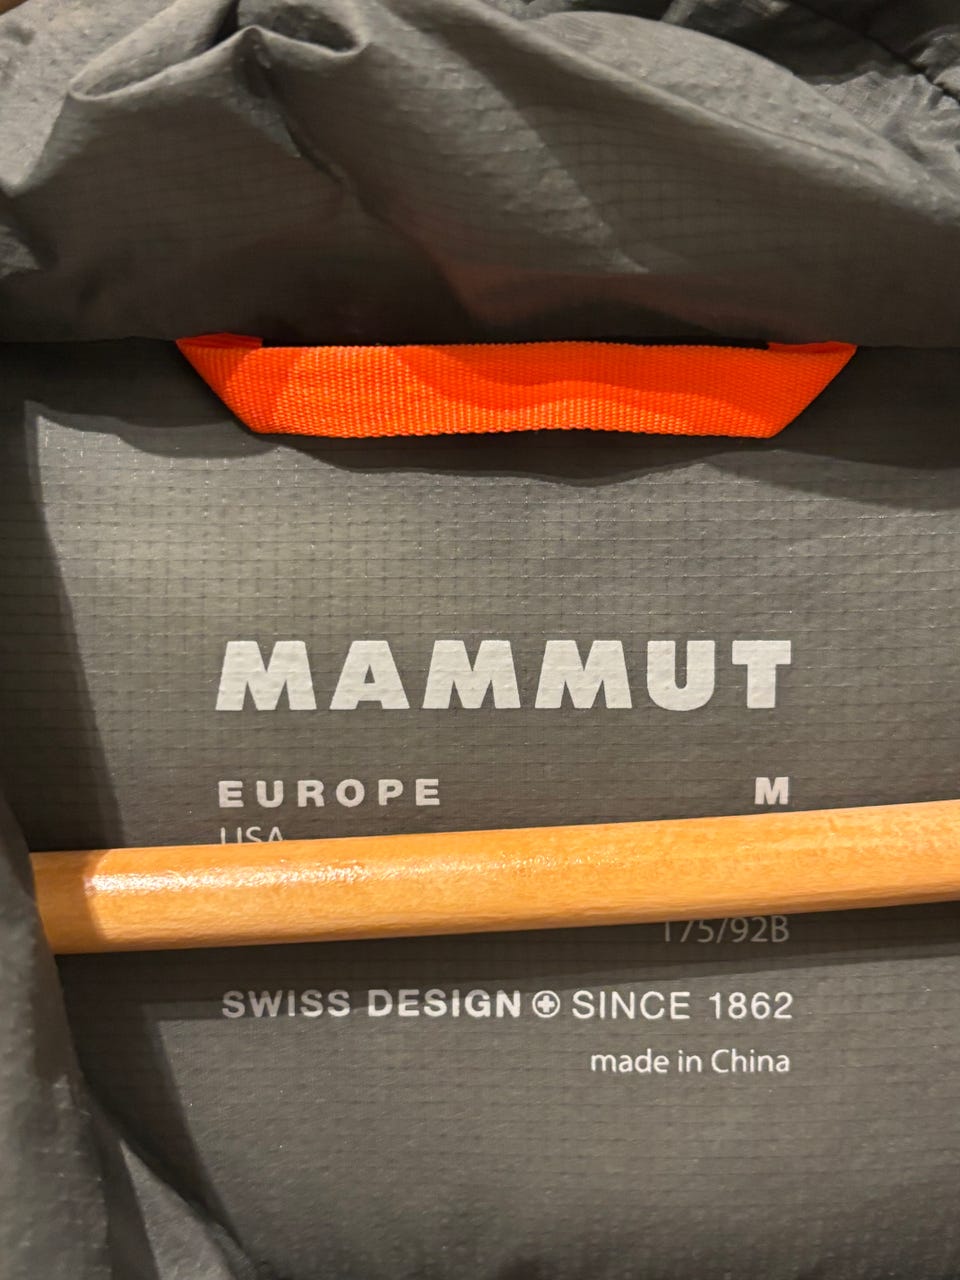 MAMMUT
EUROPE M
USA
175/92B
SWISS DESIGN SINCE 1862
made in China